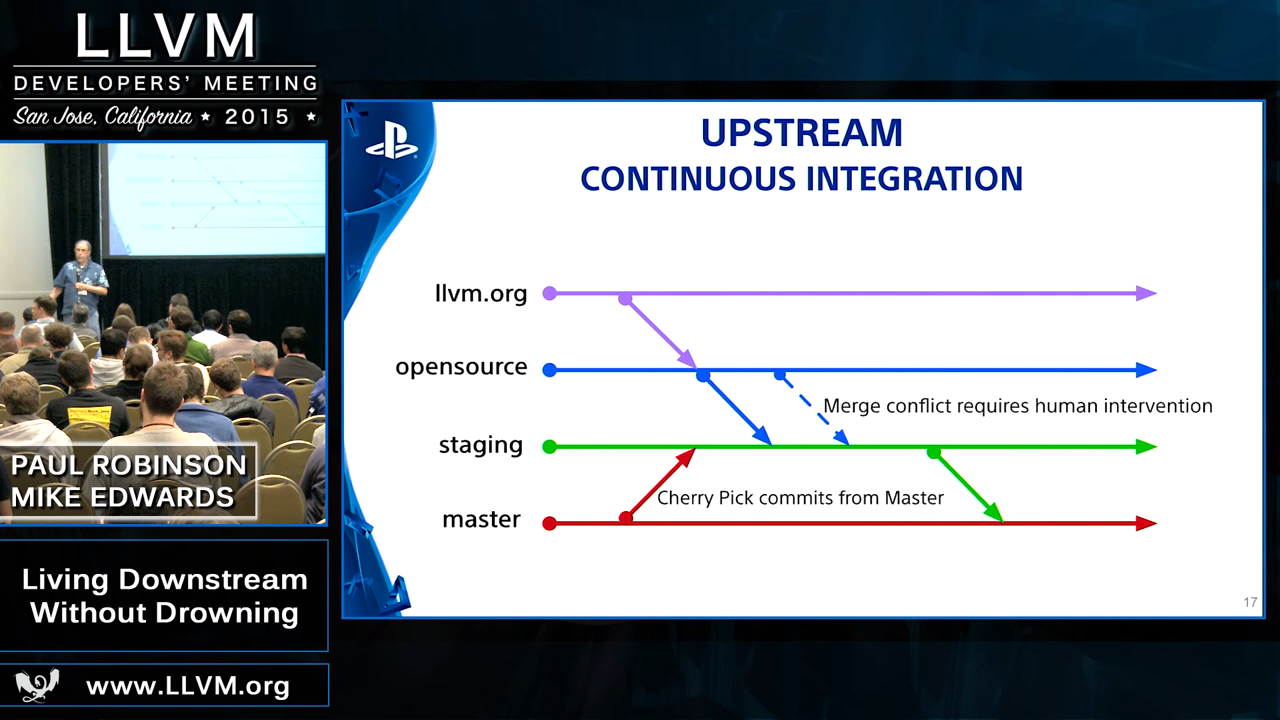 LLVM
DEVELOPERS' MEETING
San Jose, California ★ 2015 ★
UPSTREAM
CONTINUOUS INTEGRATION
llvm.org
opensource
Merge conflict requires human intervention
staging
Cherry Pick commits from Master
master
17
PAUL ROBINSON
MIKE EDWARDS
Living Downstream
Without Drowning
www.LLVM.org